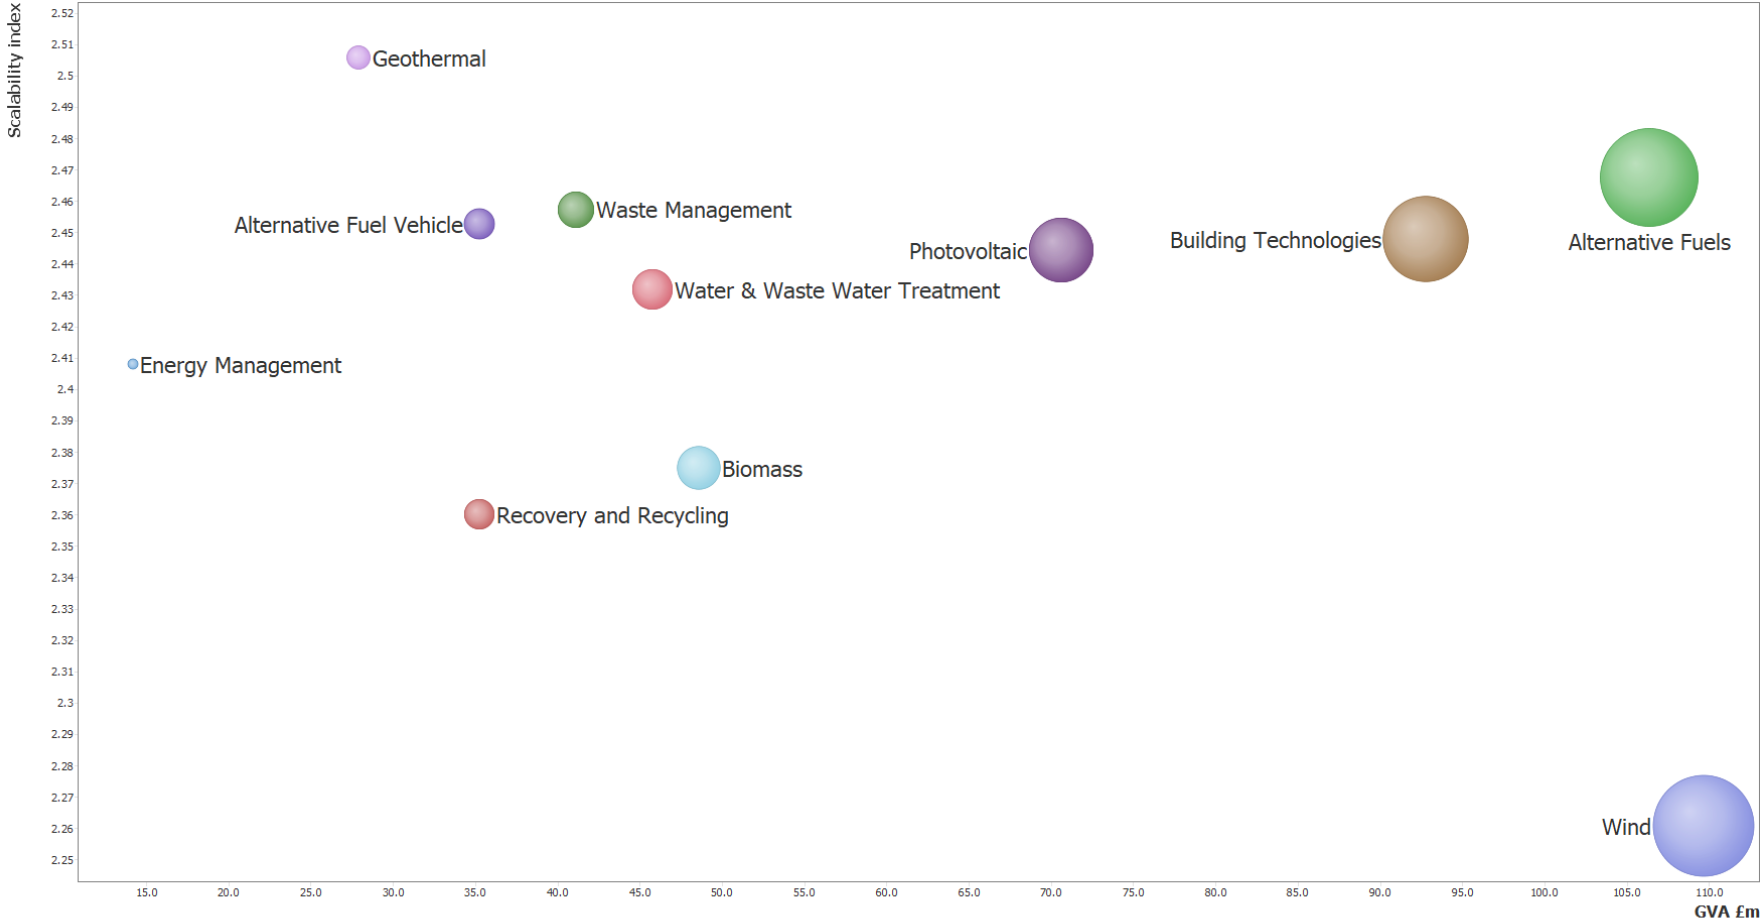 Scalability index
2.52
2.51
2.5
2.49
2.48
2.47
2.46
2.45
2.44
2.43
2.42
2.41
2.4
2.39
2.38
2.37
2.36
2.35
2.34
2.33
2.32
2.31
2.3
2.29
2.28
2.27
2.26
2.25
Geothermal
Alternative Fuel Vehicle
Waste Management
Photovoltaic
Building Technologies
Alternative Fuels
Water & Waste Water Treatment
Energy Management
Biomass
Recovery and Recycling
Wind
15.0 20.0 25.0 30.0 35.0 40.0 45.0 50.0 55.0 60.0 65.0 70.0 75.0 80.0 85.0 90.0 95.0 100.0 105.0 110.0
GVA £m